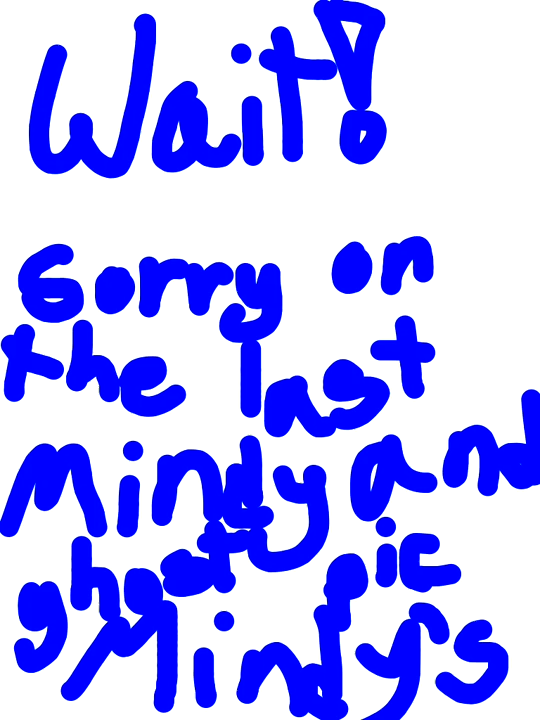 Wait!
sorry on
the last
Mindy and
ghost pic
Mindy's